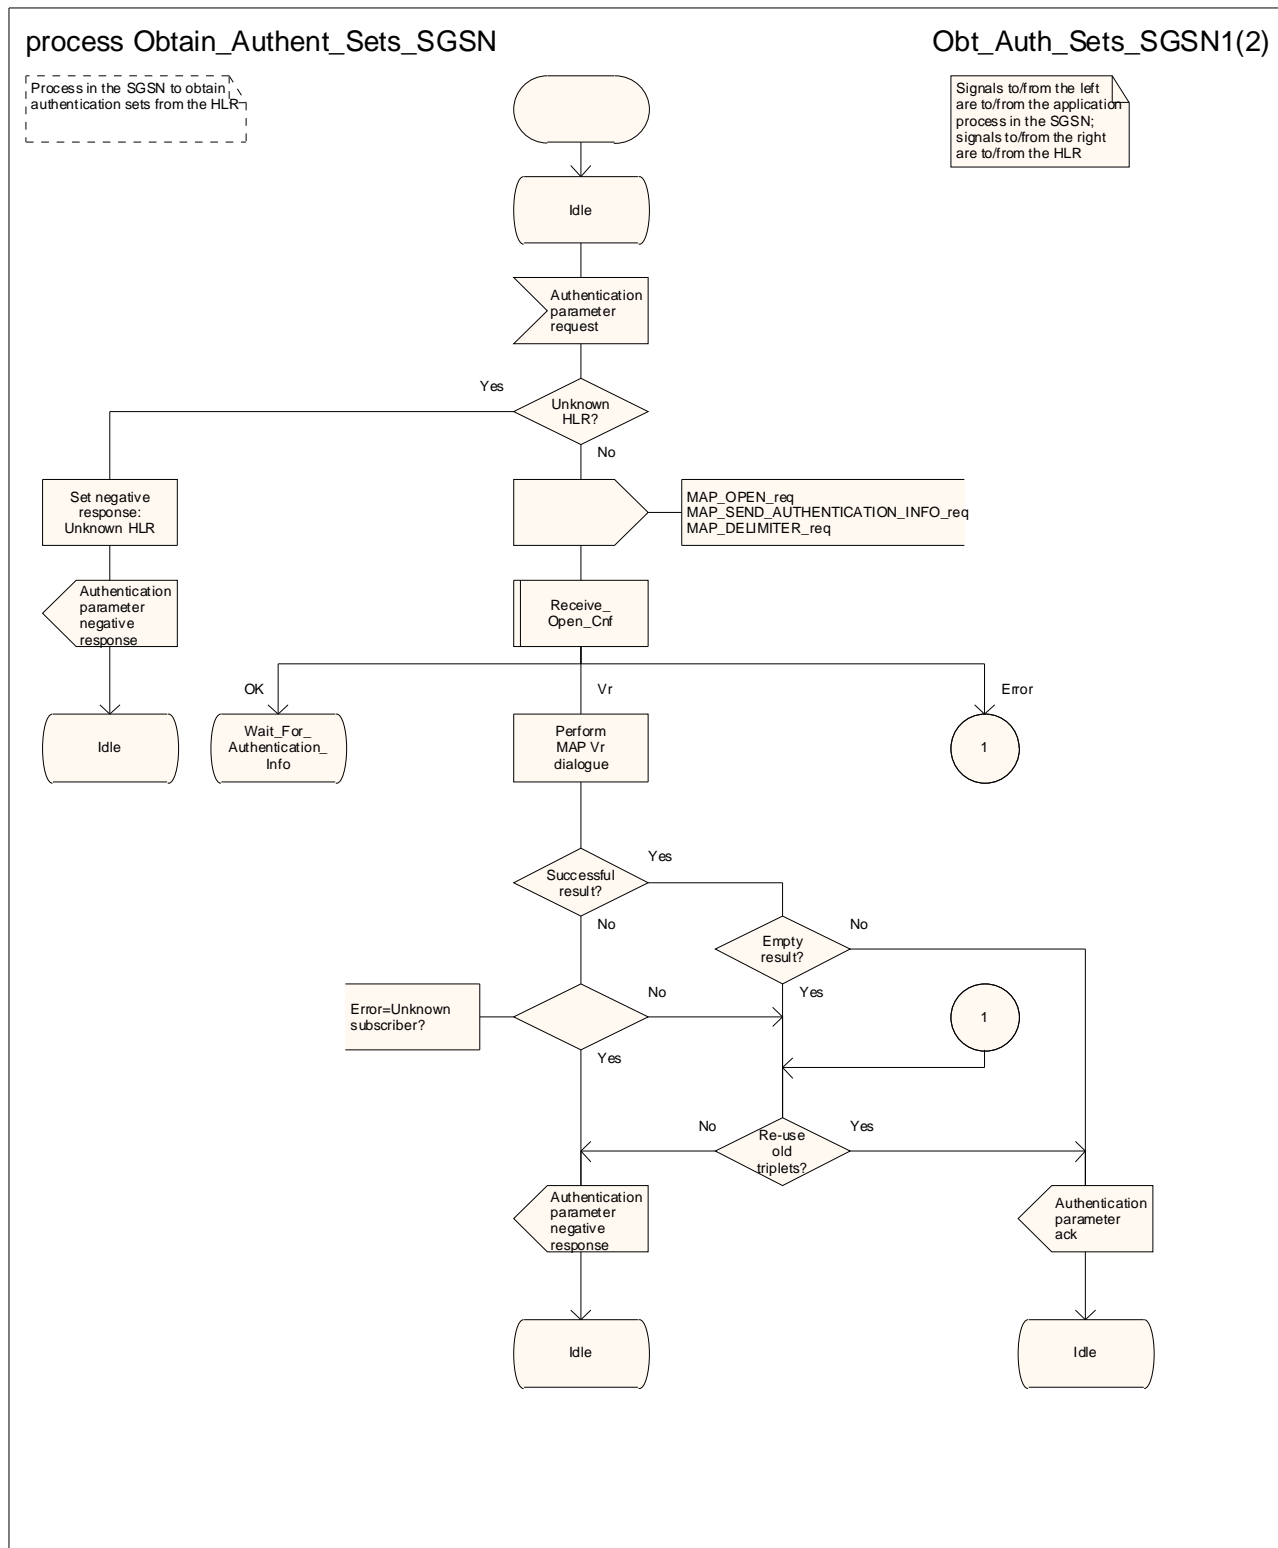 process Obtain_Authent_Sets_SGSN
Obt_Auth_Sets_SGSN1(2)
Process in the SGSN to obtain
authentication sets from the HLR
Signals to/from the left
are to/from the application
process in the SGSN;
signals to/from the right
are to/from the HLR
Idle
Authentication
parameter
request
Yes
Unknown
HLR?
No
Set negative
response:
Unknown HLR
MAP_OPEN_req
MAP_SEND_AUTHENTICATION_INFO_req
MAP_DELIMITER_req
Authentication
parameter
negative
response
Receive_
Open_Cnf
OK
Vr
Error
Idle
Wait_For_
Authentication_
Info
Perform
MAP Vr
dialogue
1
Successful
result?
Yes
No
Empty
result?
No
Yes
Error=Unknown
subscriber?
No
Yes
1
No
Re-use
old
triplets?
Yes
Authentication
parameter
negative
response
Authentication
parameter
ack
Idle
Idle